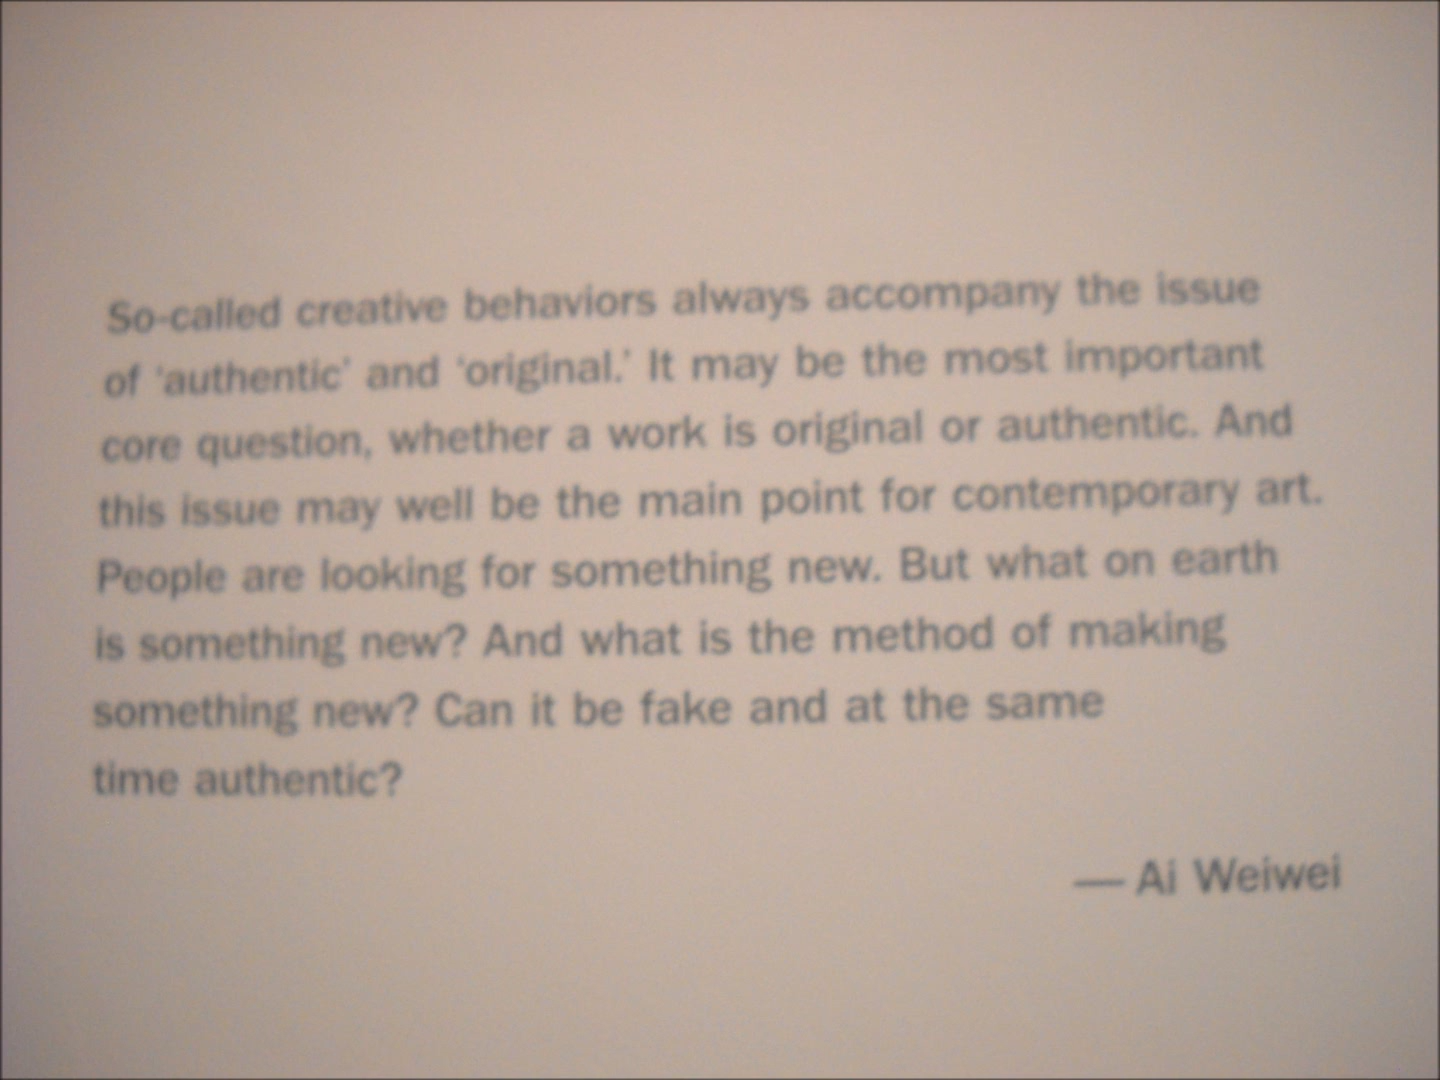 So-called creative behaviors always accompany the issue
of ‘authentic’ and ‘original.’ It may be the most important
core question, whether a work is original or authentic. And
this issue may well be the main point for contemporary art.
People are looking for something new. But what on earth
is something new? And what is the method of making
something new? Can it be fake and at the same
time authentic?
— Ai Weiwei